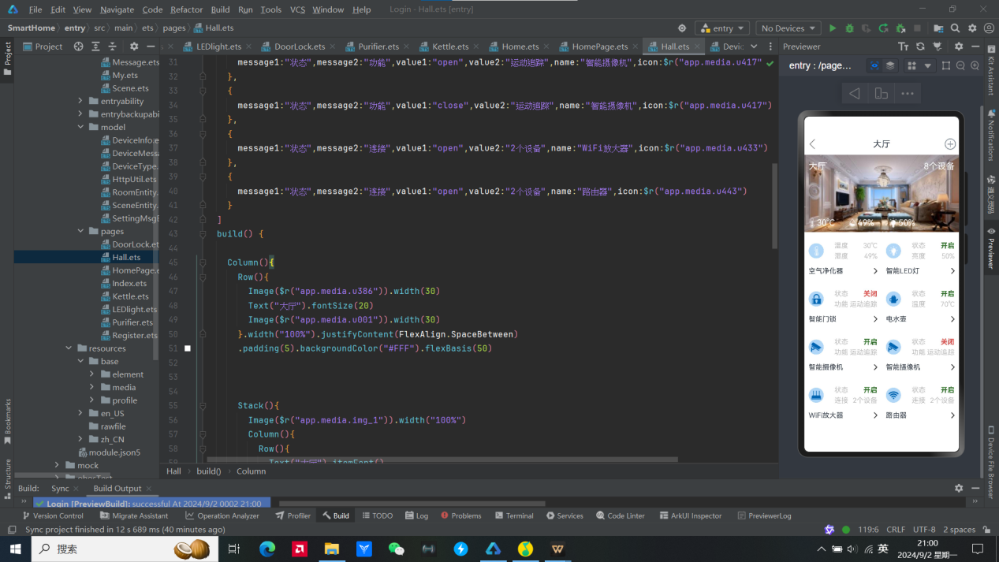 File Edit View Navigate Code Refactor Build Run Tools VCS Window Help Login - Hall.ets [entry]
SmartHome entry src main ets pages Hall.ets
entry No Devices
Project
LEDlight.ets DoorLock.ets Purifier.ets Kettle.ets Home.ets HomePage.ets Hall.ets Devic
Previewer
Project
Message.ets
My.ets
Scene.ets
entryability
entrybackupabi
model
DeviceInfo.e
DeviceMess
DeviceType.
HttpUtil.ets
RoomEntity.
SceneEntity.
SettingMsgE
pages
DoorLock.et
Hall.ets
HomePage.e
Index.ets
Kettle.ets
LEDlight.ets
Purifier.ets
Register.ets
resources
base
element
media
profile
en_US
rawfile
zh_CN
module.json5
mock
ohosTest
Bookmarks
Structure
31 message1:"状态",message2:"功能",value1:"open",value2:"运动追踪",name:"智能摄像机",icon:$r("app.media.u417"
32 },
33 {
34 message1:"状态",message2:"功能",value1:"close",value2:"运动追踪",name:"智能摄像机",icon:$r("app.media.u417")
35 },
36 {
37 message1:"状态",message2:"连接",value1:"open",value2:"2个设备",name:"WiFi放大器",icon:$r("app.media.u433")
38 },
39 {
40 message1:"状态",message2:"连接",value1:"open",value2:"2个设备",name:"路由器",icon:$r("app.media.u443")
41 }
42 ]
43 build() {
44
45 Column(){
46 Row(){
47 Image($r("app.media.u386")).width(30)
48 Text("大厅").fontSize(20)
49 Image($r("app.media.u001")).width(30)
50 }.width("100%").justifyContent(FlexAlign.SpaceBetween)
51 .padding(5).backgroundColor("#FFF").flexBasis(50)
52
53
54
55 Stack(){
56 Image($r("app.media.img_1")).width("100%")
57 Column(){
58 Row(){
59 Text("大厅").itemFont()
Hall build() Column
entry : /page...
大厅
大厅 8个设备
30℃ 49% 50%
温度 30℃ 状态 开启
湿度 49% 亮度 50%
空气净化器 智能LED灯
状态 关闭 状态 开启
功能 运动追踪 温度 70℃
智能门锁 电水壶
状态 开启 状态 关闭
功能 运动追踪 功能 运动追踪
智能摄像机 智能摄像机
状态 开启 状态 开启
连接 2个设备 连接 2个设备
WiFi放大器 路由器
Kit Assistant
Notifications
通义灵码
Previewer
Device File Browser
Build: Sync Build Output
Login [PreviewBuild]: successful At 2024/9/2 0002 21:00
Version Control Migrate Assistant Operation Analyzer Profiler Build TODO Log Problems Terminal Services Code Linter ArkUI Inspector PreviewerLog
Sync project finished in 12 s 689 ms (40 minutes ago) 119:6 CRLF UTF-8 2 spaces
搜索
英
21:00
2024/9/2 星期一